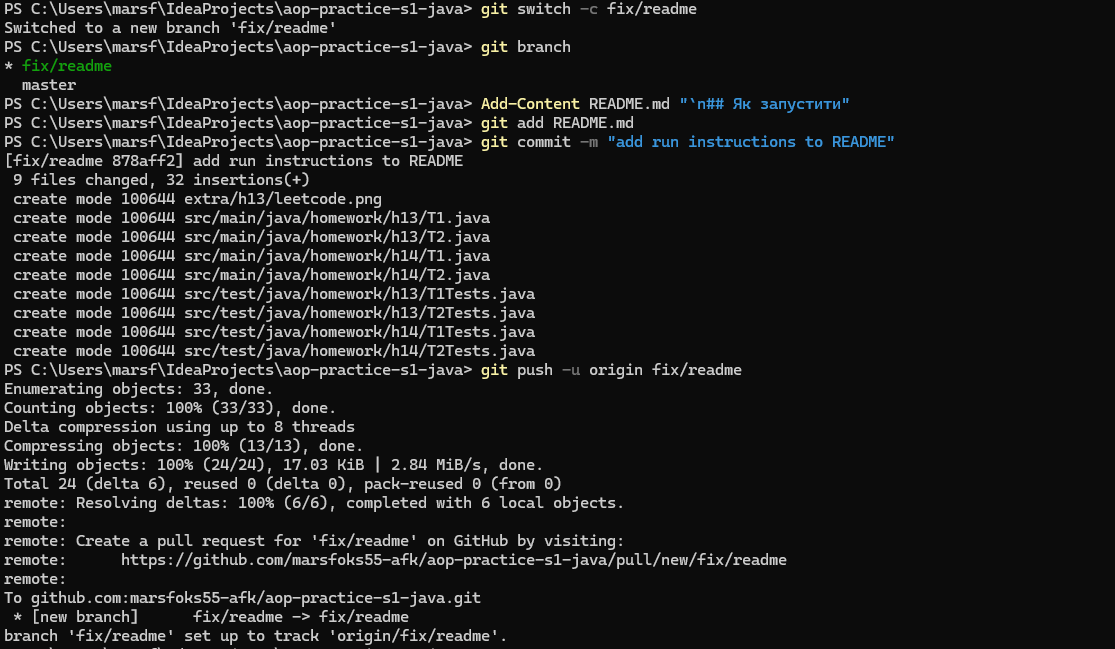 PS C:\Users\marsf\IdeaProjects\aop-practice-s1-java> git switch -c fix/readme
Switched to a new branch 'fix/readme'
PS C:\Users\marsf\IdeaProjects\aop-practice-s1-java> git branch
* fix/readme
  master
PS C:\Users\marsf\IdeaProjects\aop-practice-s1-java> Add-Content README.md "`n## Як запустити"
PS C:\Users\marsf\IdeaProjects\aop-practice-s1-java> git add README.md
PS C:\Users\marsf\IdeaProjects\aop-practice-s1-java> git commit -m "add run instructions to README"
[fix/readme 878aff2] add run instructions to README
 9 files changed, 32 insertions(+)
 create mode 100644 extra/h13/leetcode.png
 create mode 100644 src/main/java/homework/h13/T1.java
 create mode 100644 src/main/java/homework/h13/T2.java
 create mode 100644 src/main/java/homework/h14/T1.java
 create mode 100644 src/main/java/homework/h14/T2.java
 create mode 100644 src/test/java/homework/h13/T1Tests.java
 create mode 100644 src/test/java/homework/h13/T2Tests.java
 create mode 100644 src/test/java/homework/h14/T1Tests.java
 create mode 100644 src/test/java/homework/h14/T2Tests.java
PS C:\Users\marsf\IdeaProjects\aop-practice-s1-java> git push -u origin fix/readme
Enumerating objects: 33, done.
Counting objects: 100% (33/33), done.
Delta compression using up to 8 threads
Compressing objects: 100% (13/13), done.
Writing objects: 100% (24/24), 17.03 KiB | 2.84 MiB/s, done.
Total 24 (delta 6), reused 0 (delta 0), pack-reused 0 (from 0)
remote: Resolving deltas: 100% (6/6), completed with 6 local objects.
remote:
remote: Create a pull request for 'fix/readme' on GitHub by visiting:
remote:      https://github.com/marsfoks55-afk/aop-practice-s1-java/pull/new/fix/readme
remote:
To github.com:marsfoks55-afk/aop-practice-s1-java.git
 * [new branch]      fix/readme -> fix/readme
branch 'fix/readme' set up to track 'origin/fix/readme'.